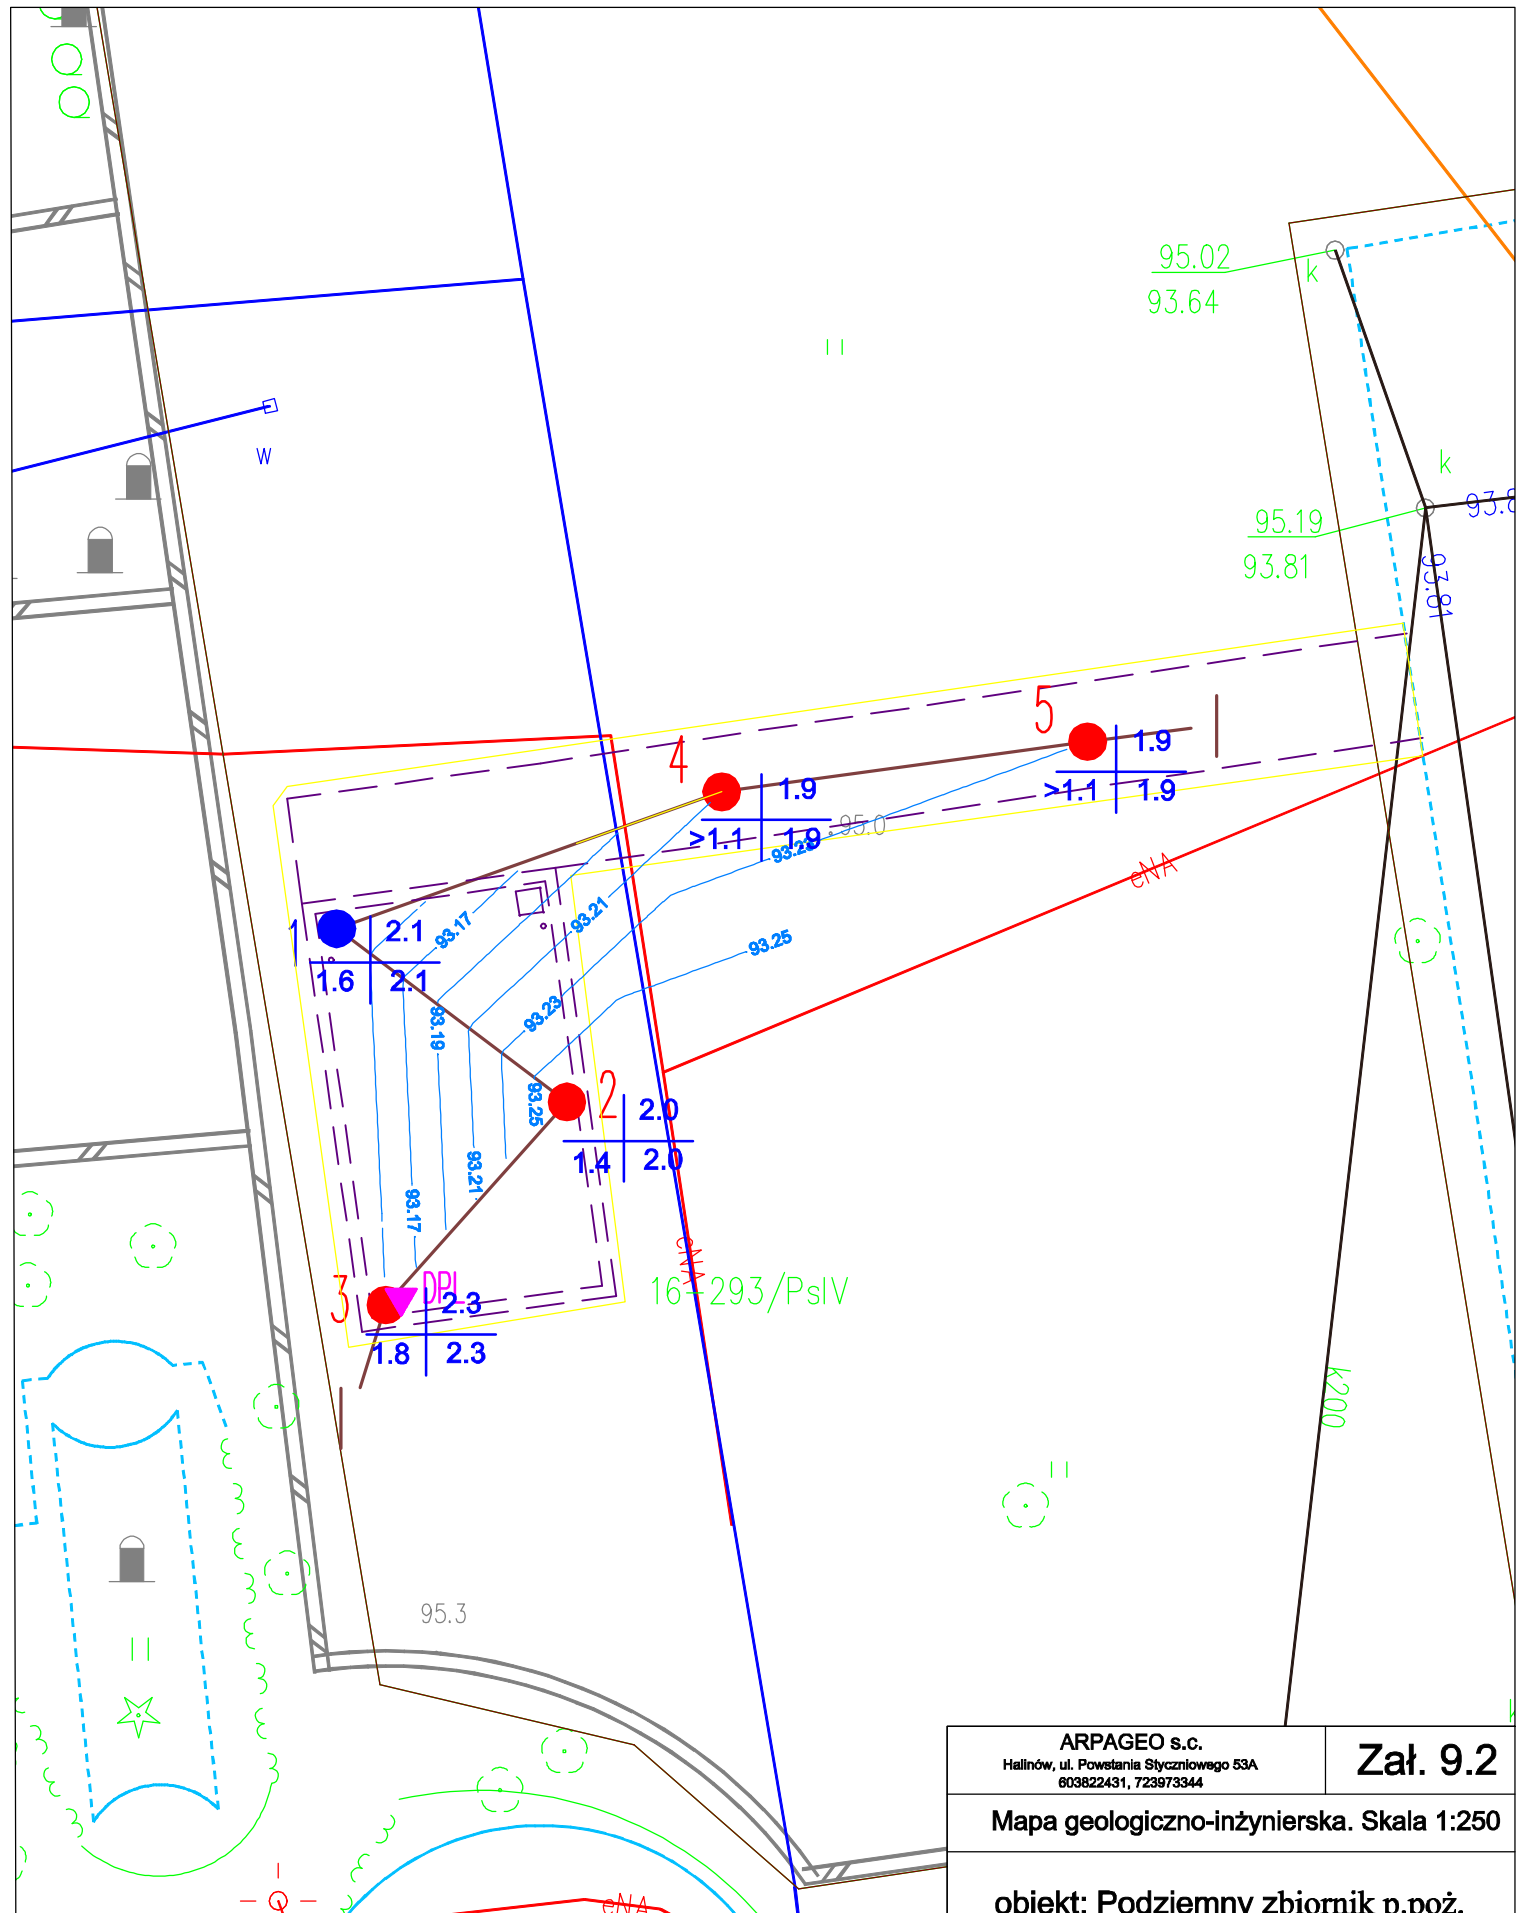 95.02
k
93.64
W
k
95.19
93.8
93.81
93.81
5
4
1.9
>1.1
1.9
1.9
>1.1
1.9
95.0
eNA
1
2.1
1.6
2.1
93.17
93.21
93.25
93.19
93.23
93.25
2
2.0
1.4
2.0
93.21
93.17
eNA
3
DPL
2.3
1.8
2.3
16-293/PsIV
k200
95.3
ARPAGEO s.c.
Halinów, ul. Powstania Styczniowego 53A
603822431, 723973344
Zał. 9.2
Mapa geologiczno-inżynierska. Skala 1:250
obiekt: Podziemny zbiornik p.poż.
eNA